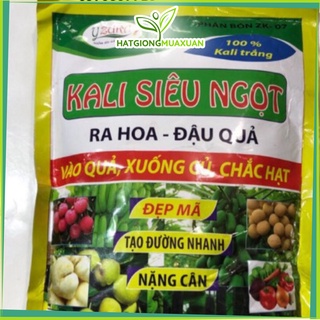 HATGIONGMUAXUAN
PHÂN BÓN ZK-07
100 %
Kali trắng
KALI SIÊU NGỌT
RA HOA - ĐẬU QUẢ
VÀO QUẢ, XUỐNG CỦ, CHẮC HẠT
ĐẸP MÃ
TẠO ĐƯỜNG NHANH
NẶNG CÂN